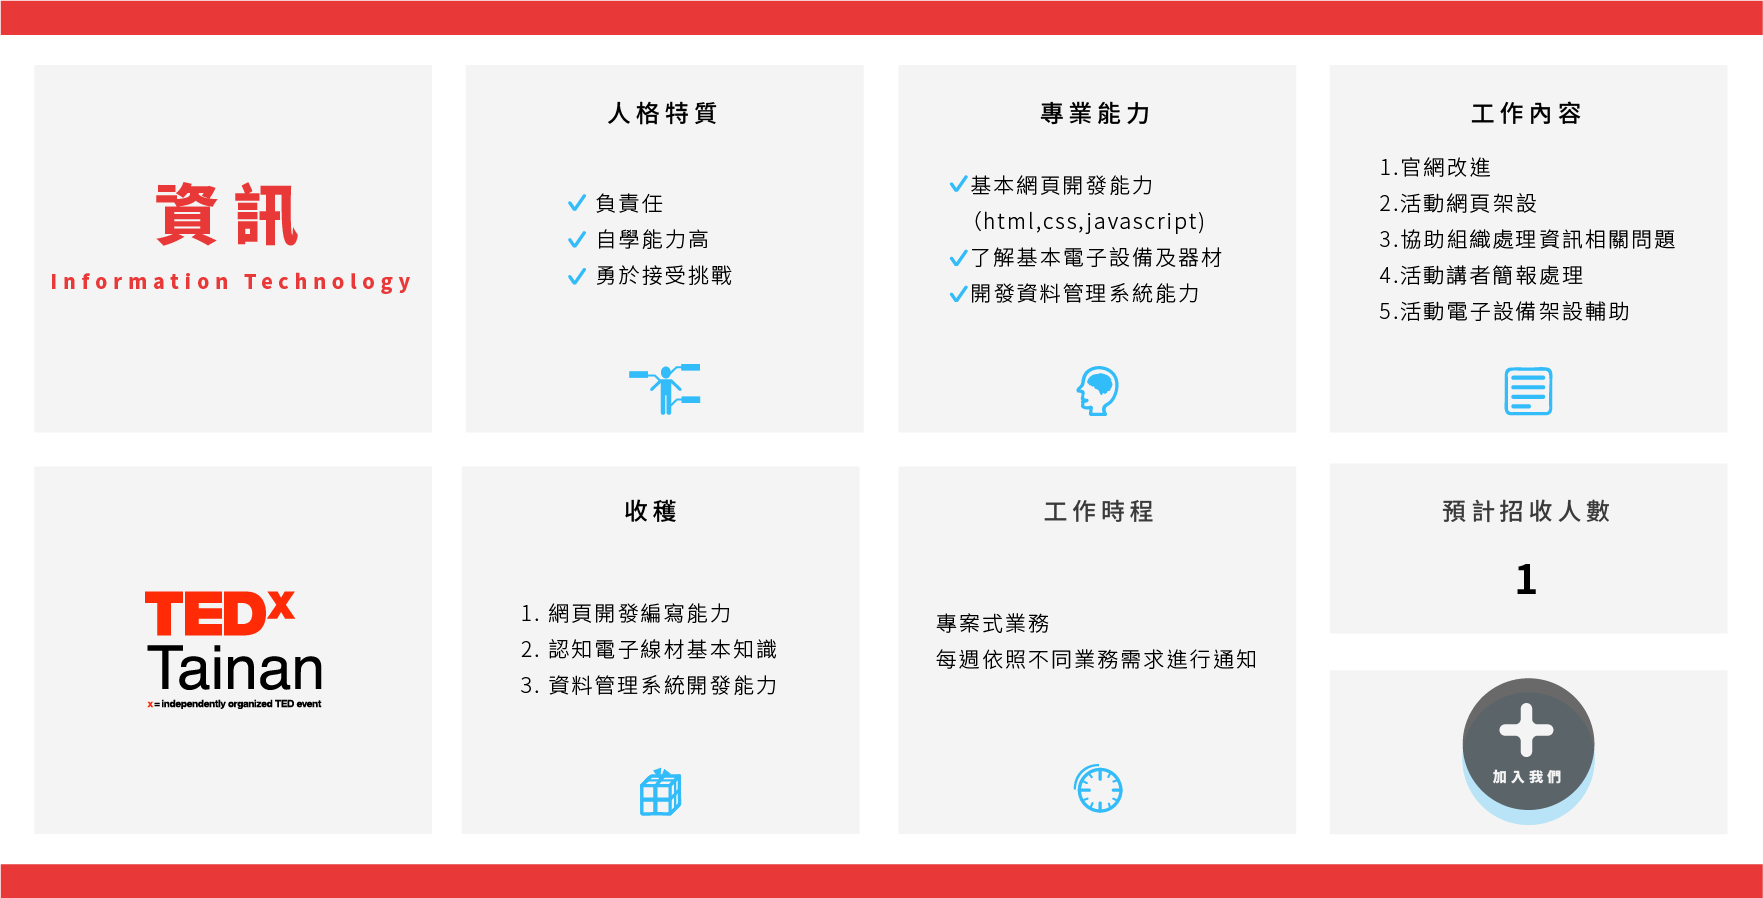 資訊
Information Technology
人格特質
負責任
自學能力高
勇於接受挑戰
專業能力
基本網頁開發能力
（html,css,javascript)
了解基本電子設備及器材
開發資料管理系統能力
工作內容
1.官網改進
2.活動網頁架設
3.協助組織處理資訊相關問題
4.活動講者簡報處理
5.活動電子設備架設輔助
TEDx
Tainan
x = independently organized TED event
收穫
1. 網頁開發編寫能力
2. 認知電子線材基本知識
3. 資料管理系統開發能力
工作時程
專案式業務
每週依照不同業務需求進行通知
預計招收人數
1
加入我們